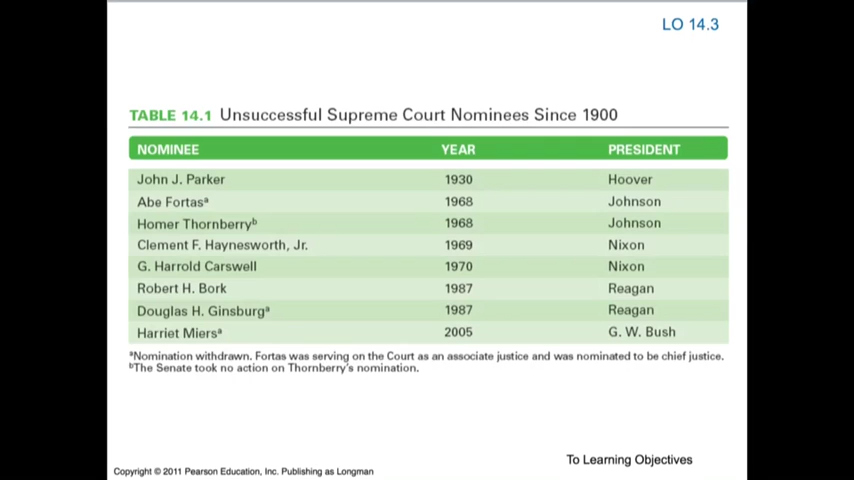 LO 14.3
TABLE 14.1 Unsuccessful Supreme Court Nominees Since 1900
NOMINEE YEAR PRESIDENT
John J. Parker 1930 Hoover
Abe Fortasᵃ 1968 Johnson
Homer Thornberryᵇ 1968 Johnson
Clement F. Haynesworth, Jr. 1969 Nixon
G. Harrold Carswell 1970 Nixon
Robert H. Bork 1987 Reagan
Douglas H. Ginsburgᵃ 1987 Reagan
Harriet Miersᵃ 2005 G. W. Bush
ᵃNomination withdrawn. Fortas was serving on the Court as an associate justice and was nominated to be chief justice.
ᵇThe Senate took no action on Thornberry's nomination.
To Learning Objectives
Copyright © 2011 Pearson Education, Inc. Publishing as Longman